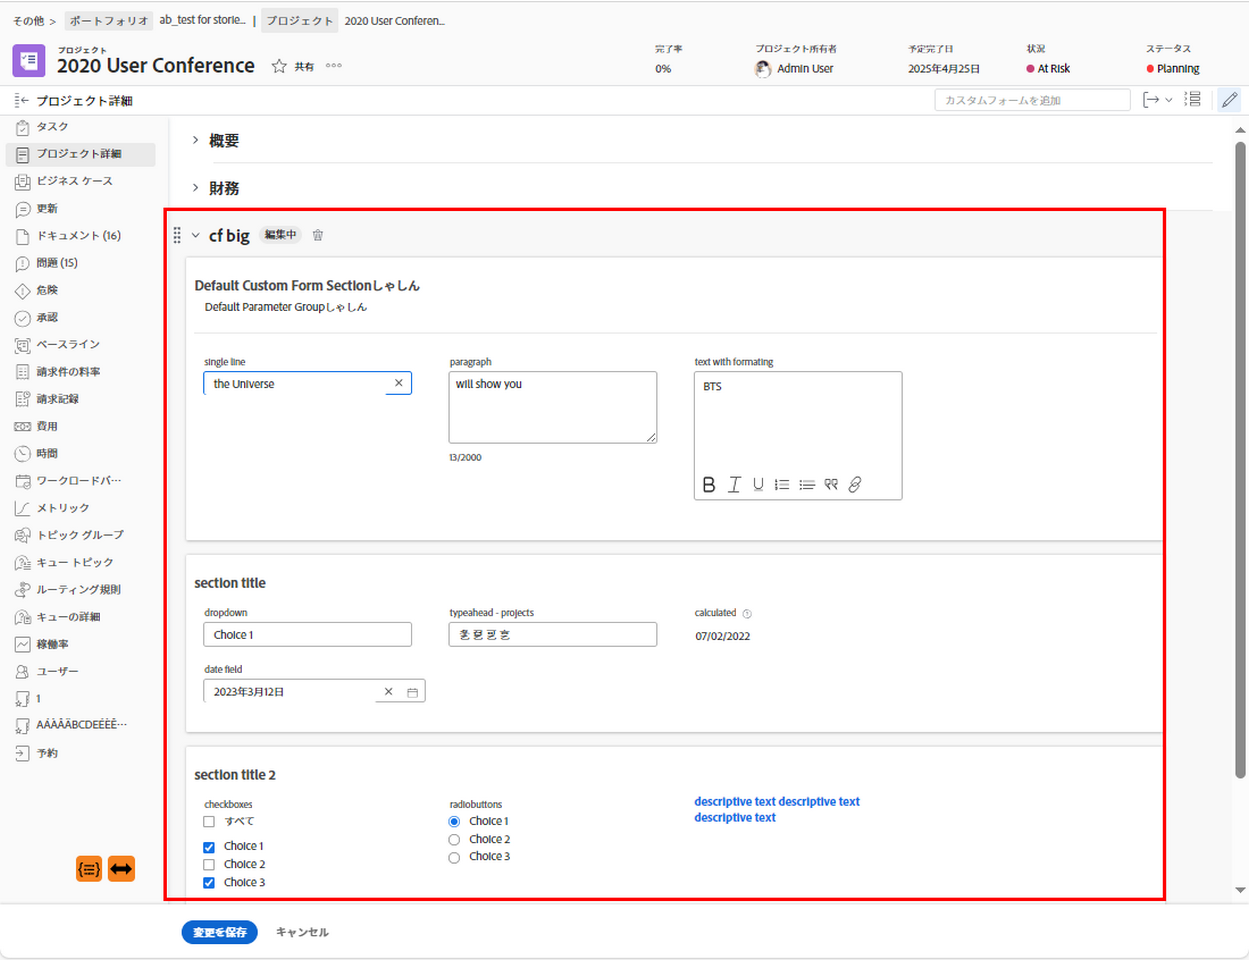 その他 > ポートフォリオ ab_test for storie... | プロジェクト 2020 User Conferen...
プロジェクト
2020 User Conference 共有
完了率
0%
プロジェクト所有者
Admin User
予定完了日
2025年4月25日
状況
At Risk
ステータス
Planning
プロジェクト詳細
カスタムフォームを追加
タスク
プロジェクト詳細
ビジネス ケース
更新
ドキュメント (16)
問題 (15)
危険
承認
ベースライン
請求件の料率
請求記録
費用
時間
ワークロードバ…
メトリック
トピック グループ
キュー トピック
ルーティング規則
キューの詳細
稼働率
ユーザー
1
AÁÀÂÄBCDEÉÈÊ…
予約
概要
財務
cf big 編集中
Default Custom Form Sectionしゃしん
Default Parameter Groupしゃしん
single line
the Universe
paragraph
will show you
13/2000
text with formating
BTS
B I U
section title
dropdown
Choice 1
typeahead - projects
calculated
07/02/2022
date field
2023年3月12日
section title 2
checkboxes
すべて
Choice 1
Choice 2
Choice 3
radiobuttons
Choice 1
Choice 2
Choice 3
descriptive text descriptive text
descriptive text
変更を保存 キャンセル